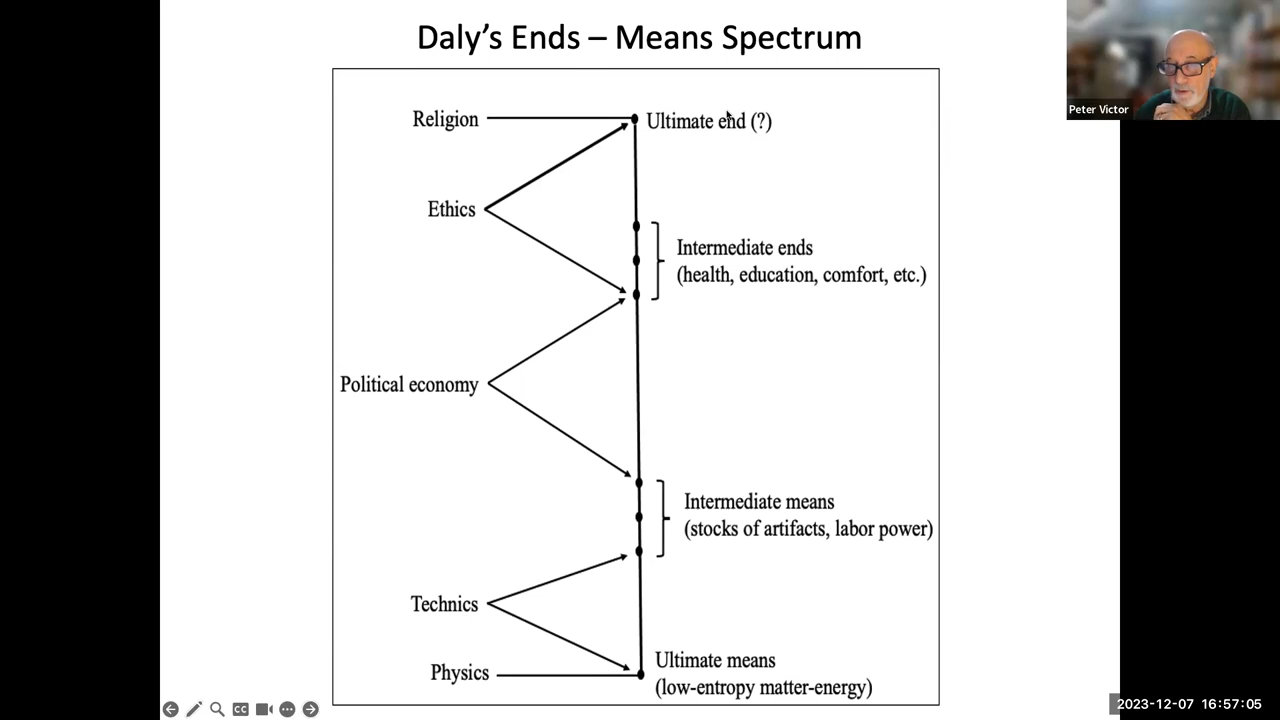 Daly’s Ends – Means Spectrum
Peter Victor
Religion
Ultimate end (?)
Ethics
Intermediate ends
(health, education, comfort, etc.)
Political economy
Intermediate means
(stocks of artifacts, labor power)
Technics
Physics
Ultimate means
(low-entropy matter-energy)
CC
2023-12-07 16:57:05